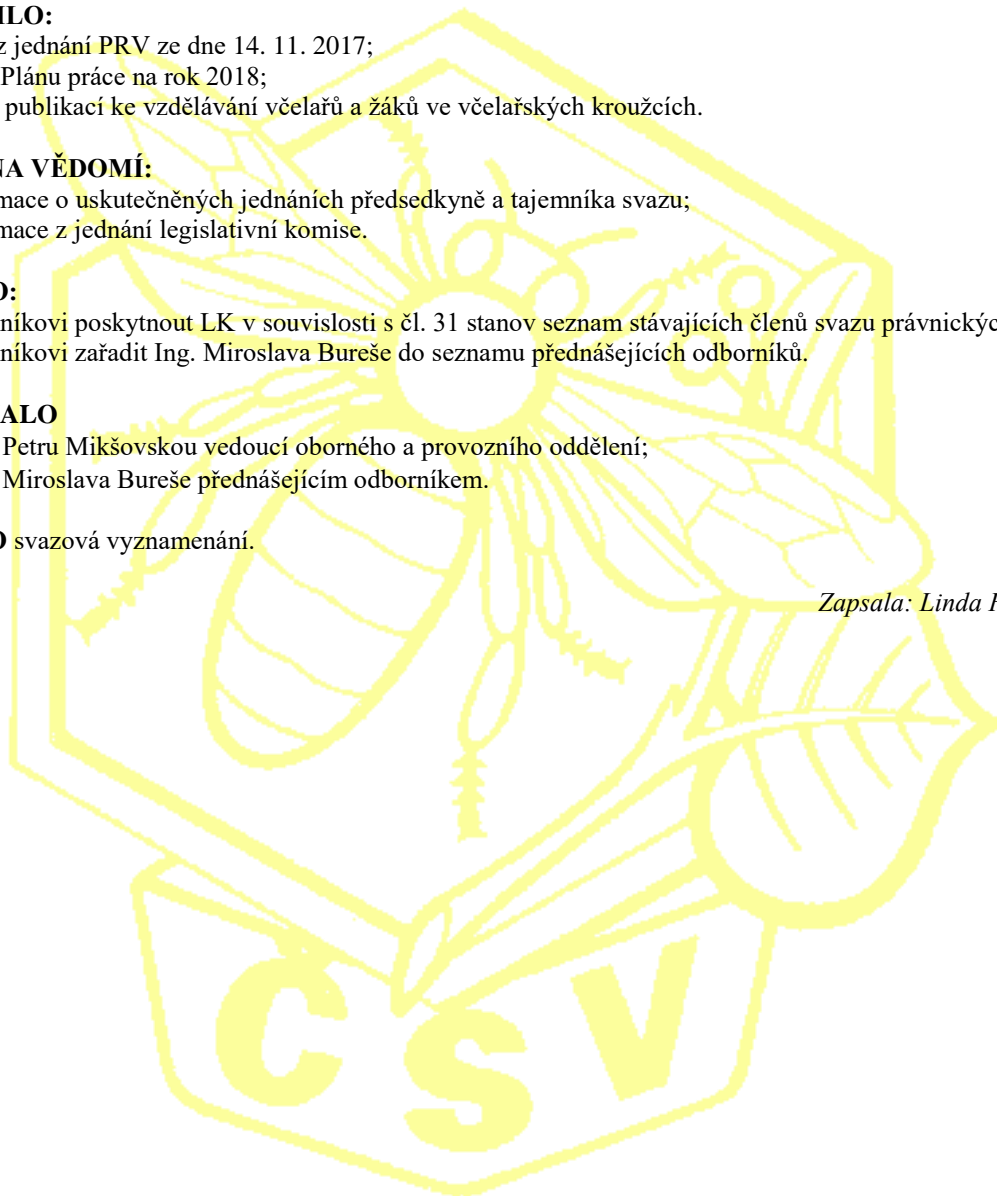 ILO:
z jednání PRV ze dne 14. 11. 2017;
Plánu práce na rok 2018;
publikací ke vzdělávání včelařů a žáků ve včelařských kroužcích.
NA VĚDOMÍ:
mace o uskutečněných jednáních předsedkyně a tajemníka svazu;
mace z jednání legislativní komise.
O:
níkovi poskytnout LK v souvislosti s čl. 31 stanov seznam stávajících členů svazu právnickýc
níkovi zařadit Ing. Miroslava Bureše do seznamu přednášejících odborníků.
ALO
Petru Mikšovskou vedoucí oborného a provozního oddělení;
Miroslava Bureše přednášejícím odborníkem.
O svazová vyznamenání.
Zapsala: Linda
ČSV